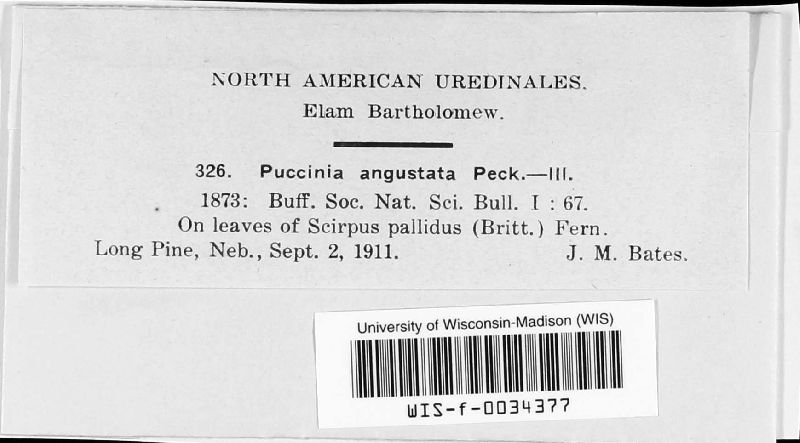 NORTH AMERICAN UREDINALES.
Elam Bartholomew.
326. Puccinia angustata Peck.—III.
1873: Buff. Soc. Nat. Sci. Bull. I : 67.
On leaves of Scirpus pallidus (Britt.) Fern.
Long Pine, Neb., Sept. 2, 1911. J. M. Bates.
University of Wisconsin-Madison (WIS)
WIS-f-0034377